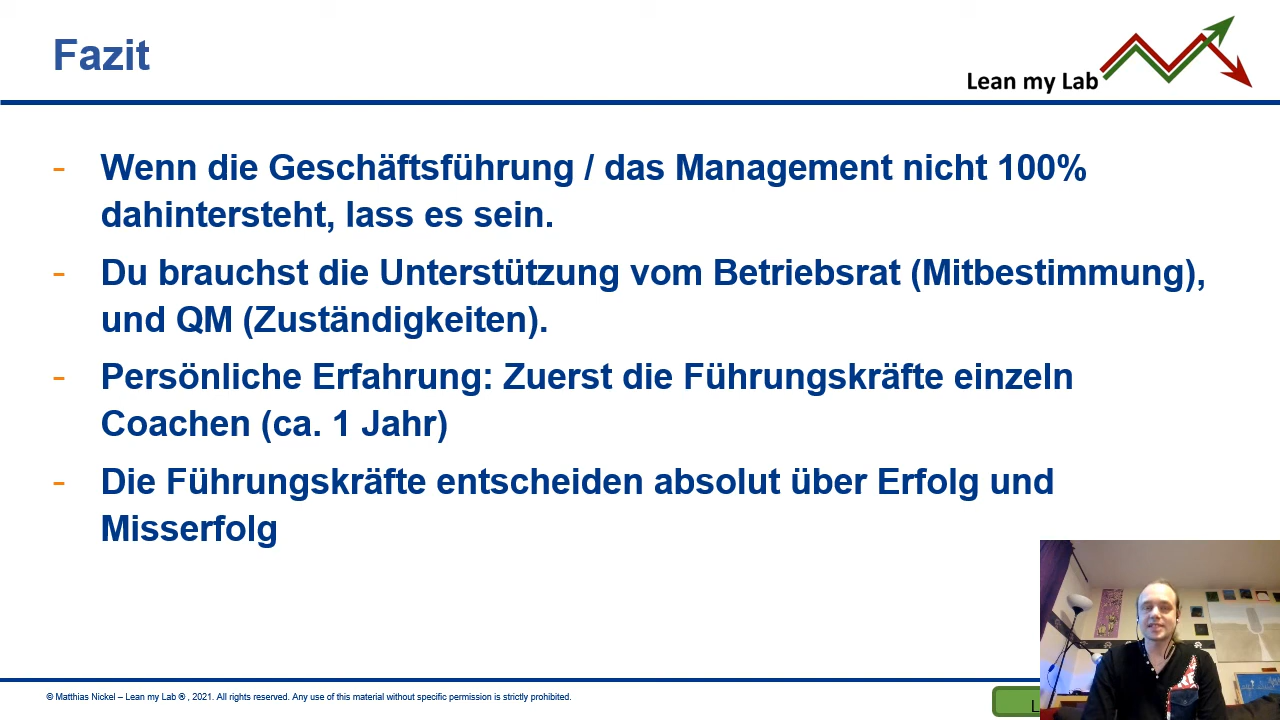 Fazit
Lean my Lab
- Wenn die Geschäftsführung / das Management nicht 100%
dahintersteht, lass es sein.
- Du brauchst die Unterstützung vom Betriebsrat (Mitbestimmung),
und QM (Zuständigkeiten).
- Persönliche Erfahrung: Zuerst die Führungskräfte einzeln
Coachen (ca. 1 Jahr)
- Die Führungskräfte entscheiden absolut über Erfolg und
Misserfolg
© Matthias Nickel – Lean my Lab ® , 2021. All rights reserved. Any use of this material without specific permission is strictly prohibited.